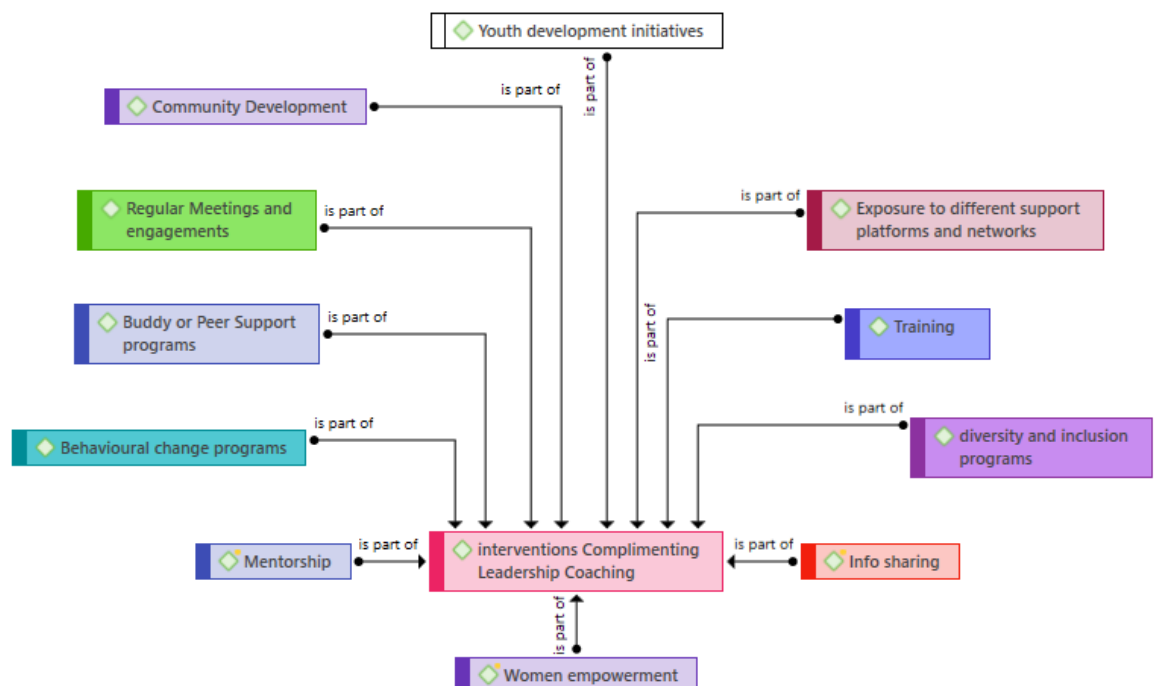 Youth development initiatives
is part of
is part of
Community Development
Regular Meetings and
engagements
is part of
is part of
Exposure to different support
platforms and networks
Buddy or Peer Support
programs
is part of
is part of
Training
Behavioural change programs
is part of
is part of
diversity and inclusion
programs
Mentorship
is part of
interventions Complimenting
Leadership Coaching
is part of
Info sharing
is part of
Women empowerment